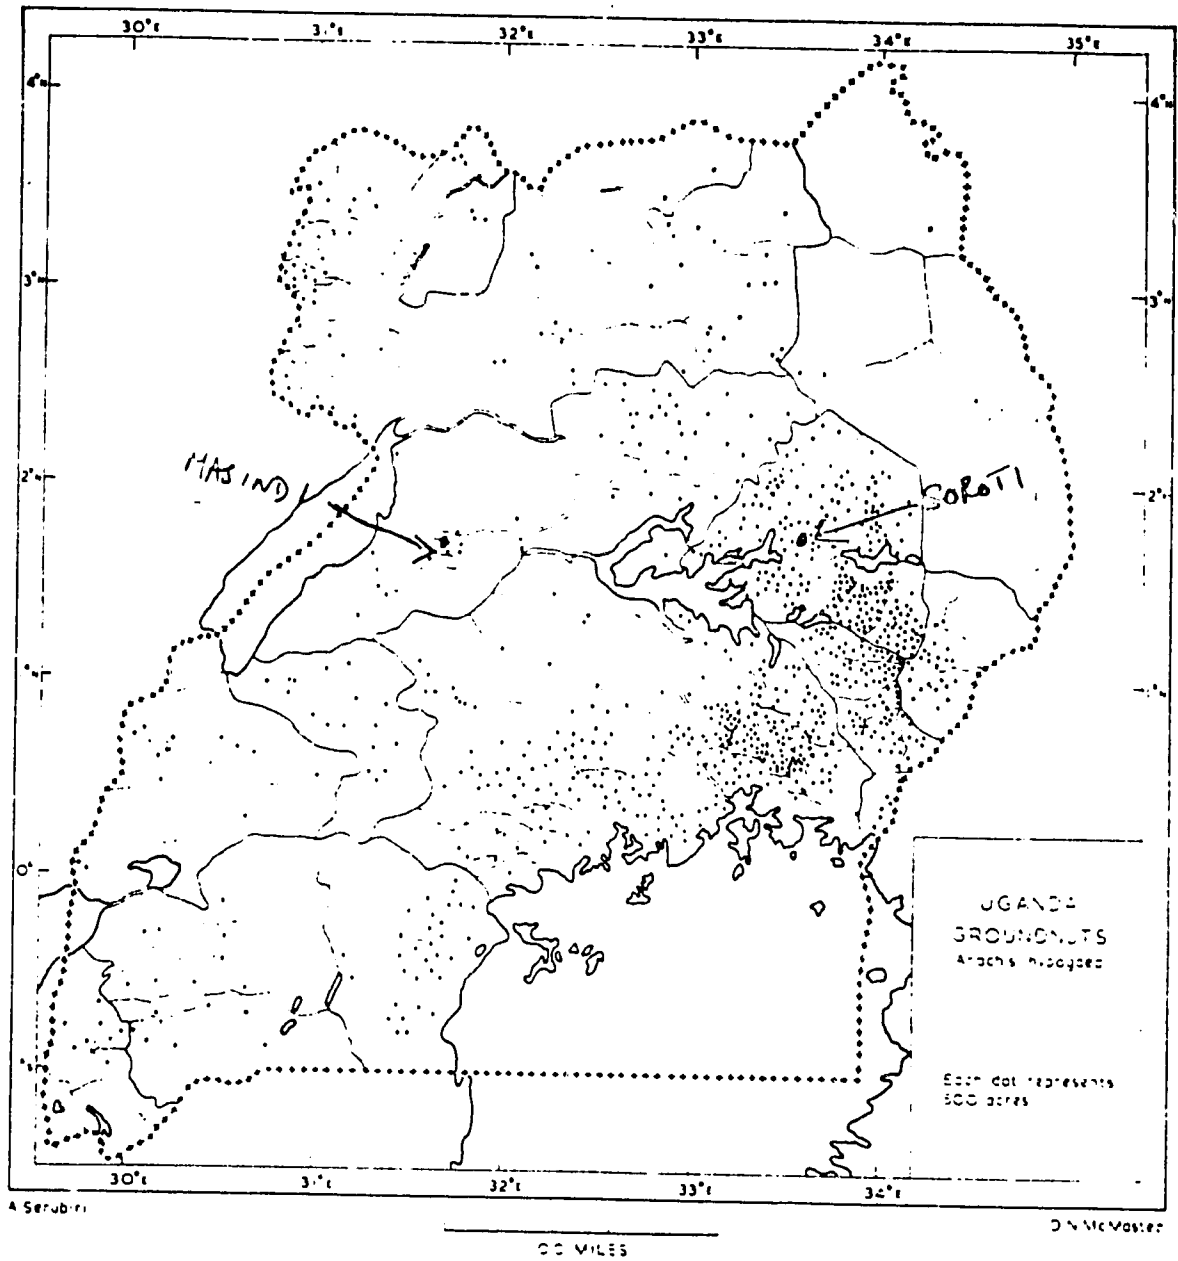 30°E 31°E 32°E 33°E 34°E 35°E
4°N
4°N
3°N
3°N
2°N
2°N
MASINDI
SOROTI
1°N
0°
UGANDA
GROUNDNUTS
Arachis hypogaea
Each dot represents
500 acres
30°E 31°E 32°E 33°E 34°E
A Serubiri
D N McMaster
MILES